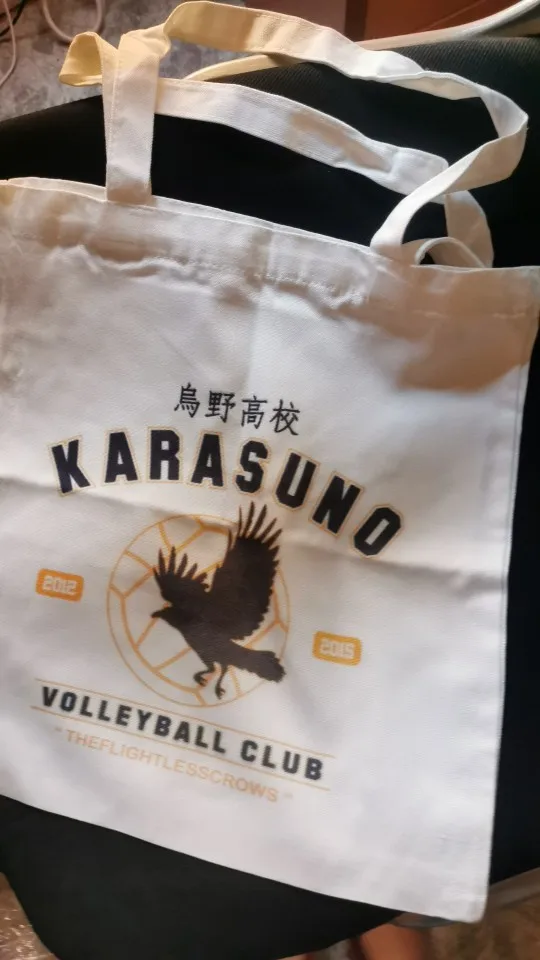 烏野高校
KARASUNO
2012
2015
VOLLEYBALL CLUB
"THEFLIGHTLESSCROWS"